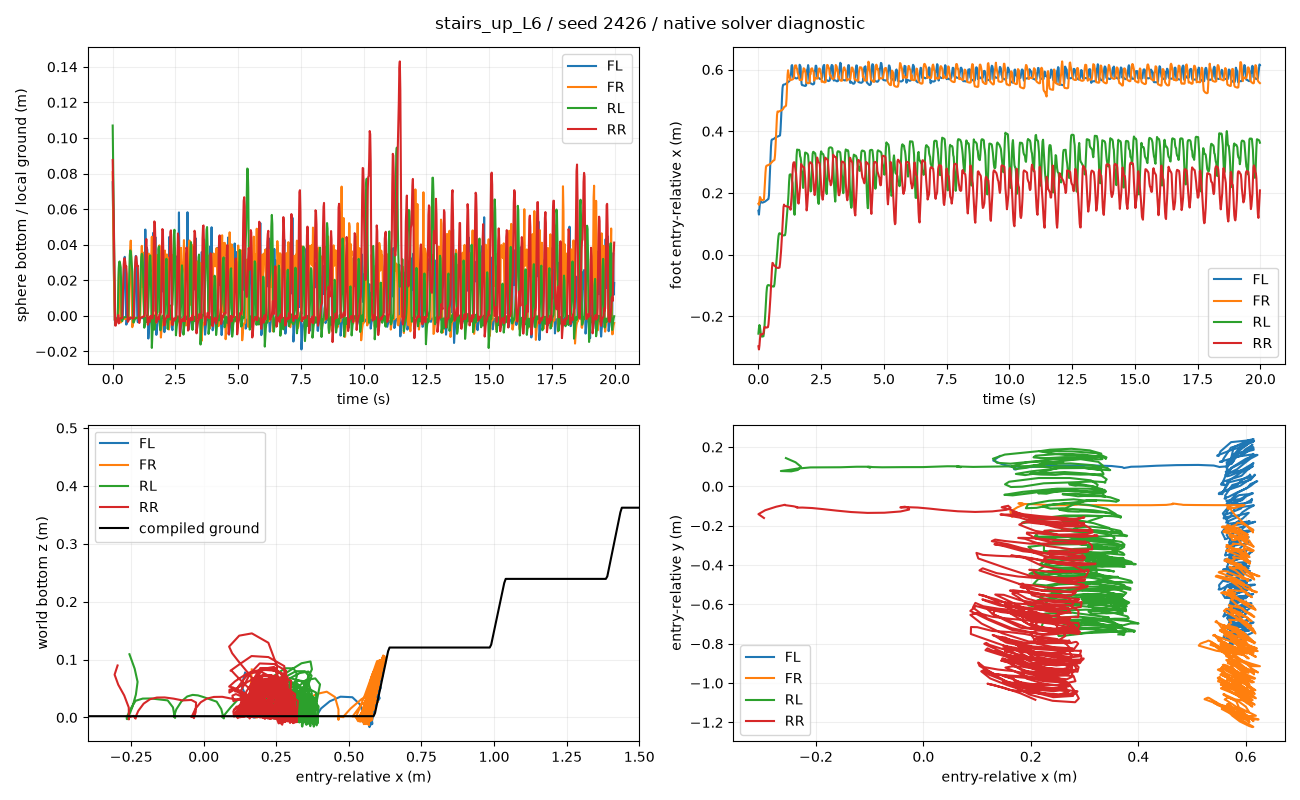 stairs_up_L6 / seed 2426 / native solver diagnostic
sphere bottom / local ground (m)
0.14
0.12
0.10
0.08
0.06
0.04
0.02
0.00
−0.02
0.0 2.5 5.0 7.5 10.0 12.5 15.0 17.5 20.0
time (s)
FL
FR
RL
RR
foot entry-relative x (m)
0.6
0.4
0.2
0.0
−0.2
0.0 2.5 5.0 7.5 10.0 12.5 15.0 17.5 20.0
time (s)
FL
FR
RL
RR
world bottom z (m)
0.5
0.4
0.3
0.2
0.1
0.0
−0.25 0.00 0.25 0.50 0.75 1.00 1.25 1.50
entry-relative x (m)
FL
FR
RL
RR
compiled ground
entry-relative y (m)
0.2
0.0
−0.2
−0.4
−0.6
−0.8
−1.0
−1.2
−0.2 0.0 0.2 0.4 0.6
entry-relative x (m)
FL
FR
RL
RR